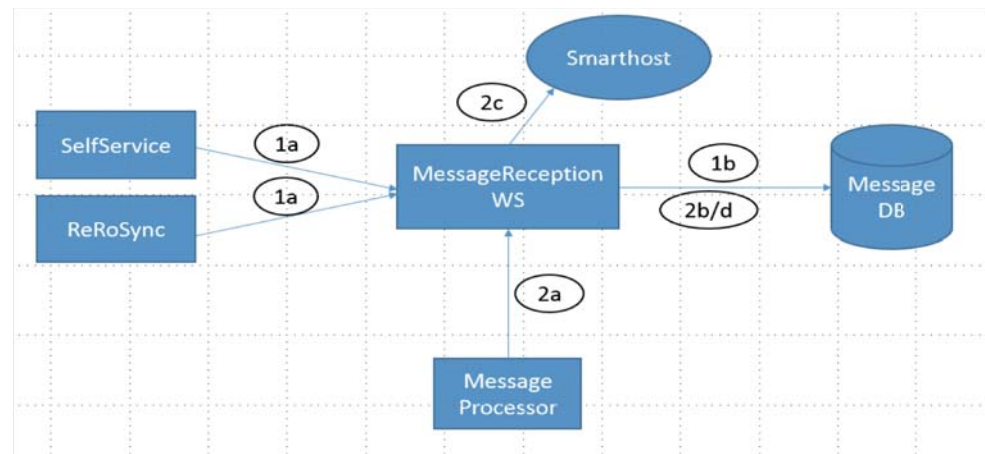 Smarthost
2c
SelfService
1a
MessageReception
WS
1b
Message
DB
1a
2b/d
ReRoSync
2a
Message
Processor